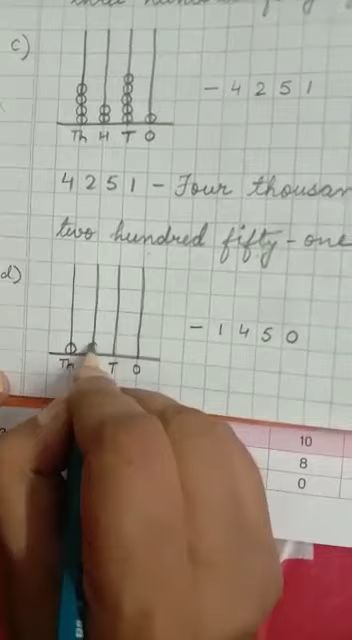 c)
- 4 2 5 1
Th H T O
4 2 5 1 - Four thousan
two hundred fifty-one
d)
- 1 4 5 0
Th T O
10
8
0